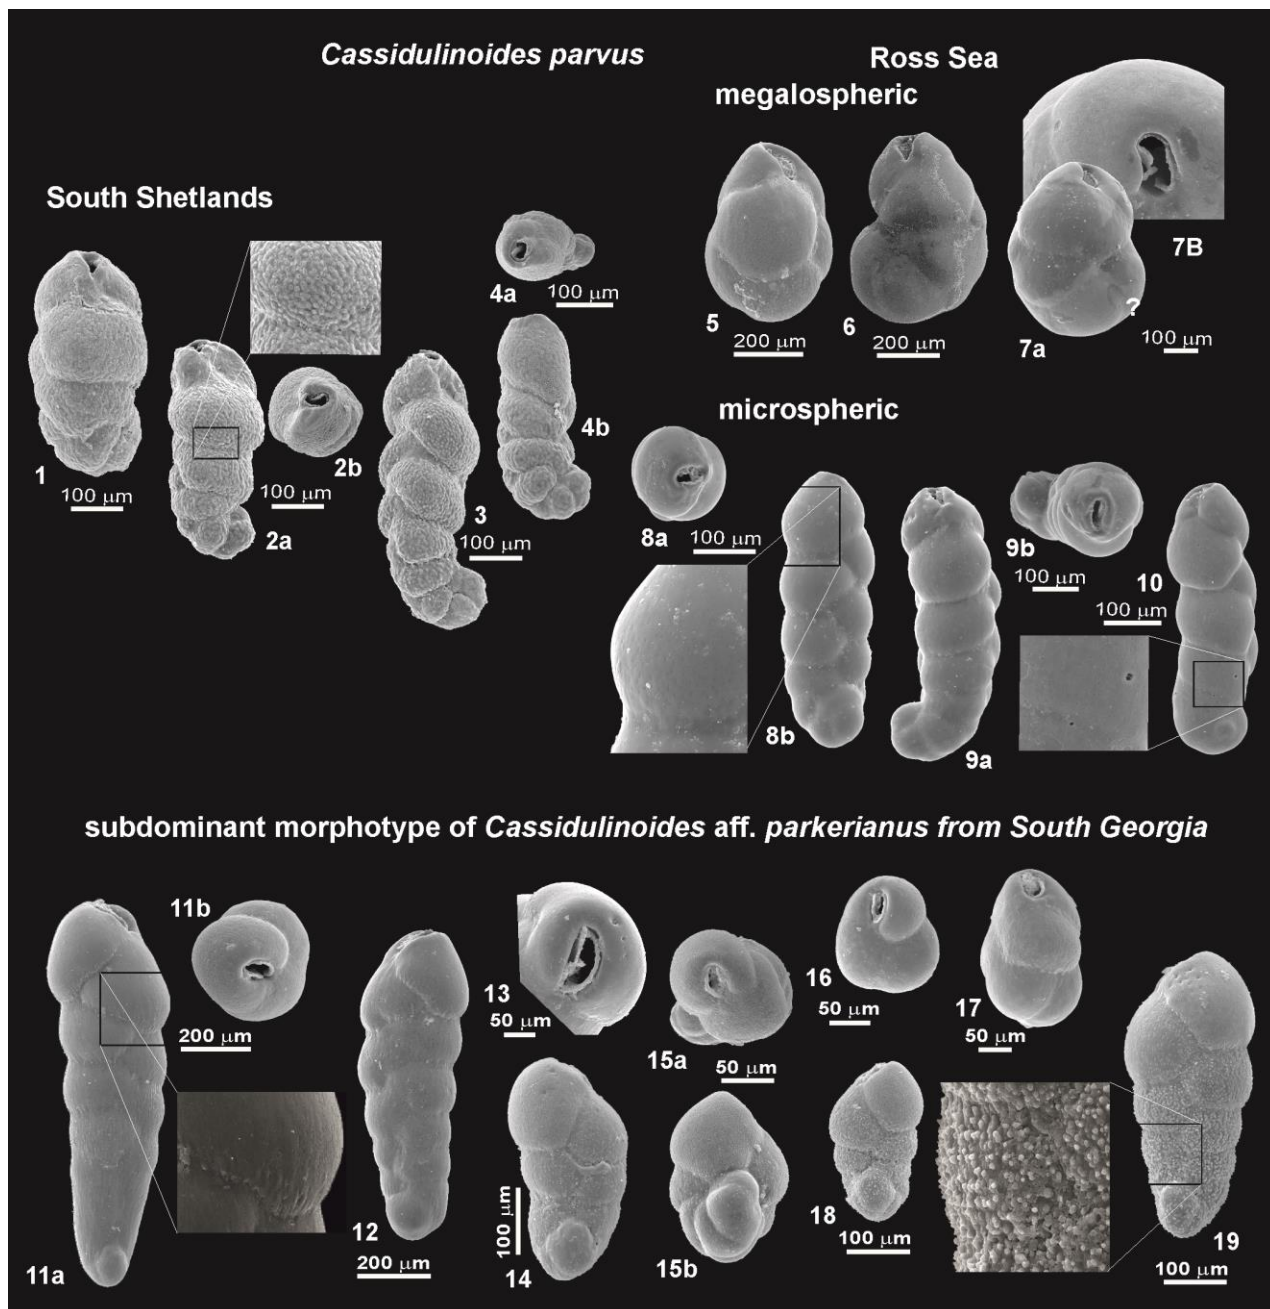 Cassidulinoides parvus
Ross Sea
megalospheric
South Shetlands
7B
4a
100 µm
5
200 µm
6
200 µm
?
7a
100 µm
1
100 µm
2b
100 µm
2a
3
100 µm
4b
microspheric
8a
100 µm
8b
9a
9b
100 µm
10
100 µm
subdominant morphotype of Cassidulinoides aff. parkerianus from South Georgia
11b
200 µm
11a
12
200 µm
13
50 µm
15a
50 µm
16
50 µm
17
50 µm
100 µm
14
15b
18
100 µm
19
100 µm